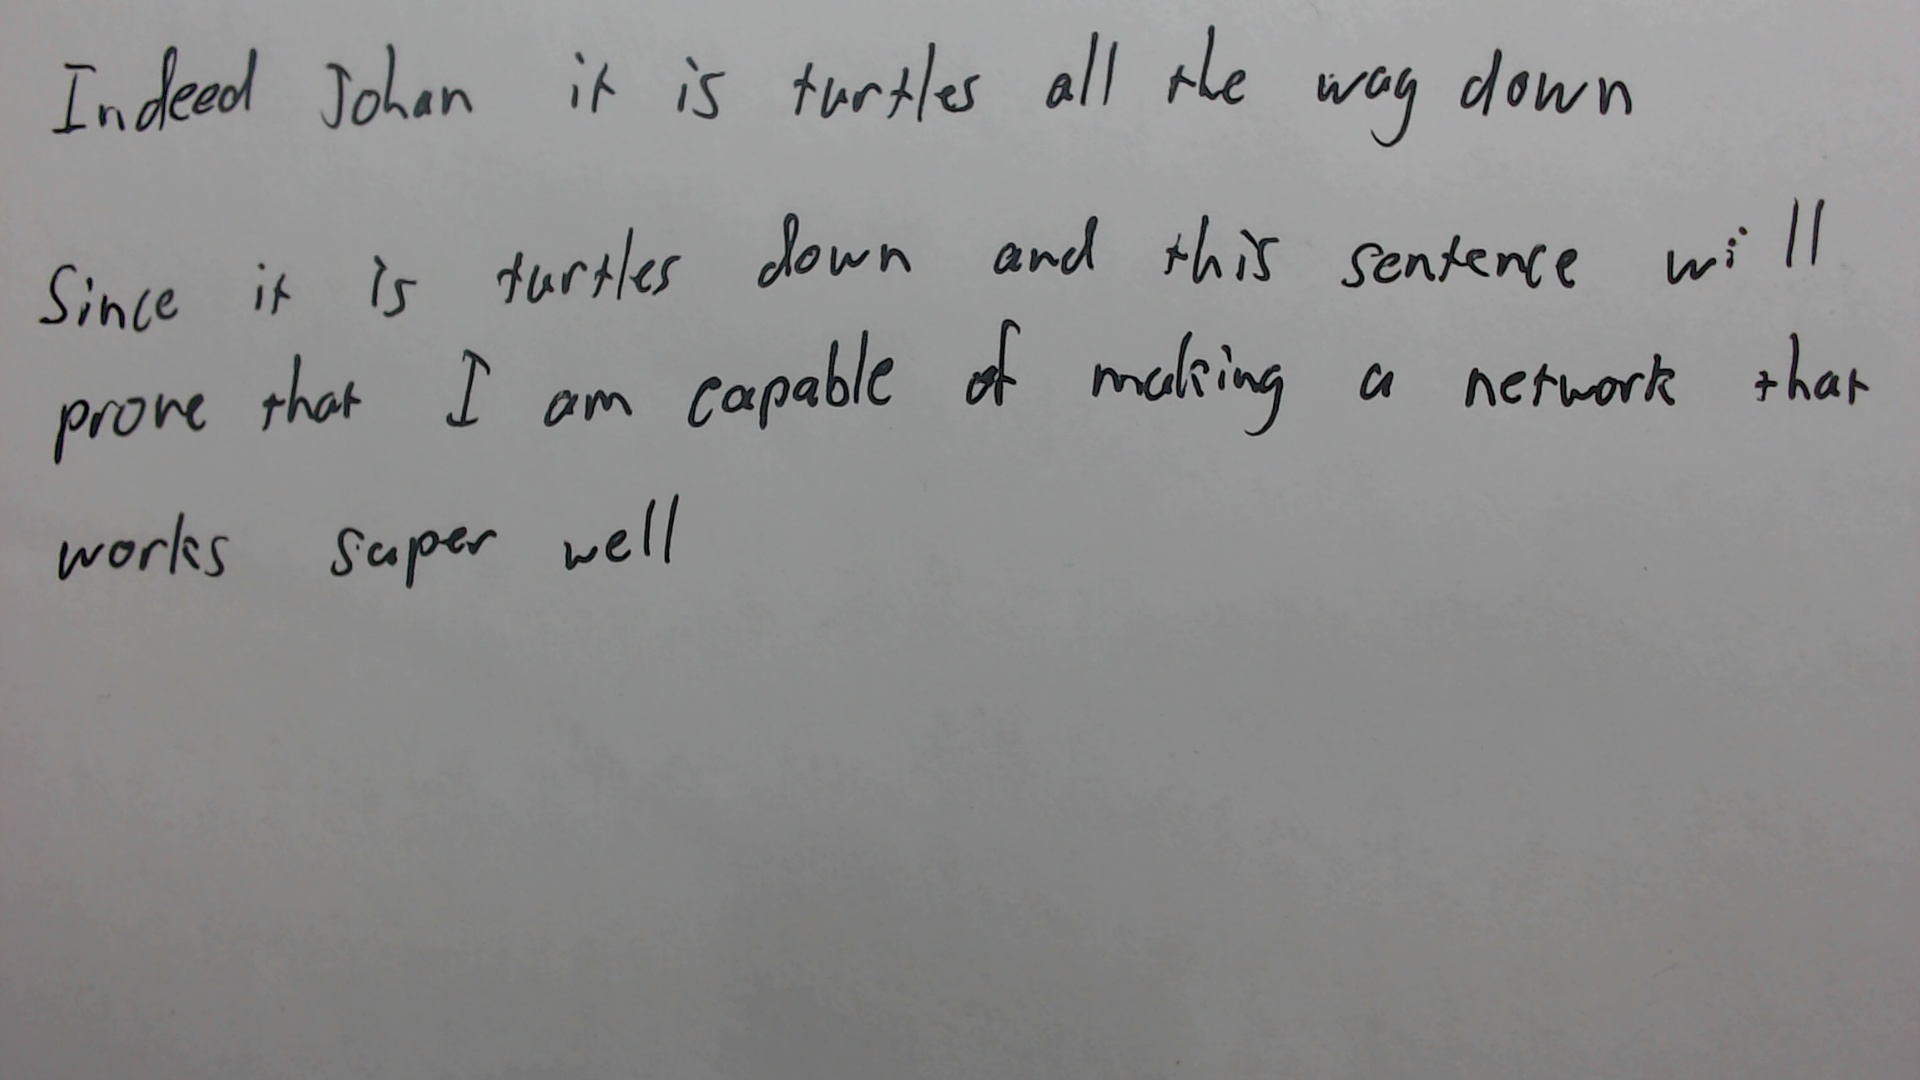 Indeed Johan it is turtles all the way down
Since it is turtles down and this sentence will
prove that I am capable of making a network that
works super well